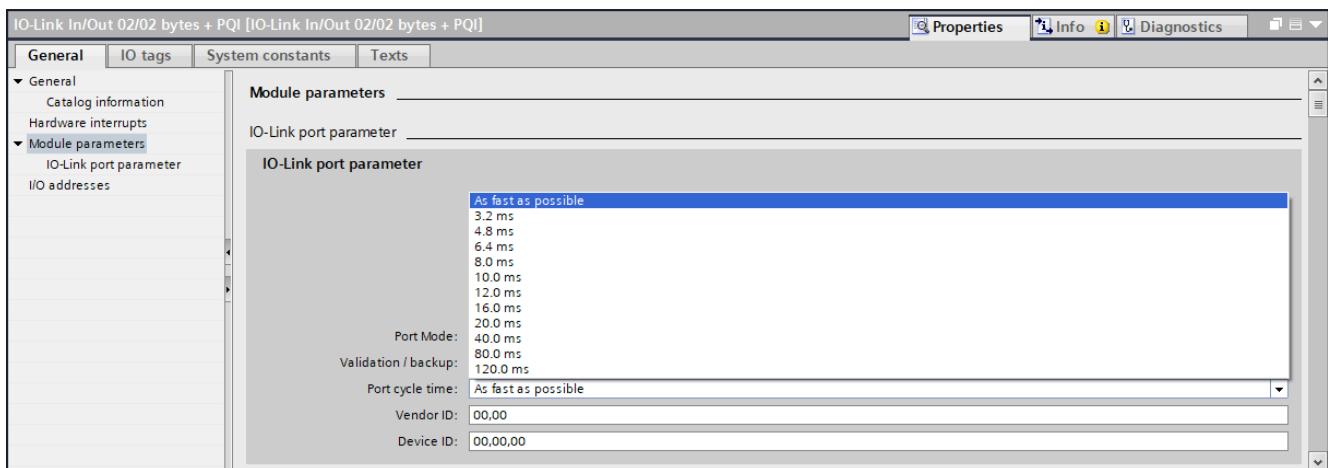 IO-Link In/Out 02/02 bytes + PQI [IO-Link In/Out 02/02 bytes + PQI]
Properties
Info
Diagnostics
General
IO tags
System constants
Texts
General
Catalog information
Hardware interrupts
Module parameters
IO-Link port parameter
I/O addresses
Module parameters
IO-Link port parameter
IO-Link port parameter
As fast as possible
3.2 ms
4.8 ms
6.4 ms
8.0 ms
10.0 ms
12.0 ms
16.0 ms
20.0 ms
40.0 ms
80.0 ms
120.0 ms
Port Mode:
Validation / backup:
Port cycle time: As fast as possible
Vendor ID: 00,00
Device ID: 00,00,00